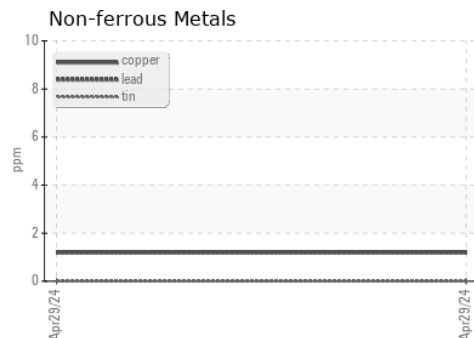 Non-ferrous Metals
10
8
6
4
2
0
ppm
copper
lead
tin
Apr29/24
Apr29/24